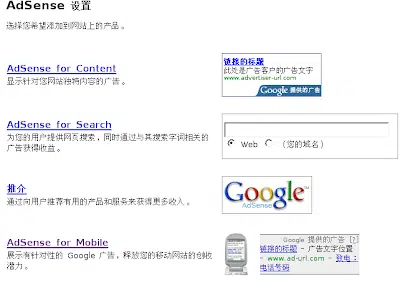 AdSense 设置
选择您希望添加到网站上的产品。
AdSense for Content
显示针对您网站独特内容的广告。
链接的标题
此处是广告客户的广告文字
www.advertiser-url.com
Google 提供的广告
AdSense for Search
为您的用户提供网页搜索，同时通过与其搜索字词相关的
广告获得收益。
Web （您的域名）
推介
通过向用户推荐有用的产品和服务来获得更多收入。
Google™
AdSense
AdSense for Mobile
展示有针对性的 Google 广告，释放您的移动网站的创收
潜力。
Google 提供的广告 [?]
链接的标题 - 广告文字位置
- www.ad-url.com - 致电：
电话号码